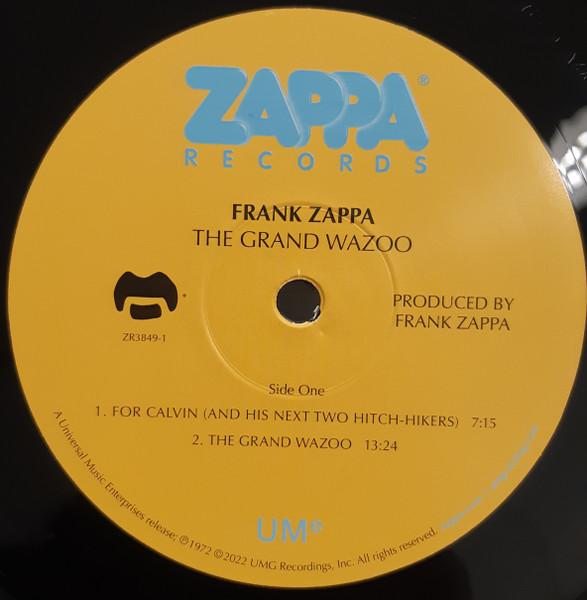 ZAPPA®
RECORDS
FRANK ZAPPA
THE GRAND WAZOO
PRODUCED BY
FRANK ZAPPA
ZR3849-1
Side One
1. FOR CALVIN (AND HIS NEXT TWO HITCH-HIKERS) 7:15
2. THE GRAND WAZOO 13:24
A Universal Music Enterprises release; ℗1972 ©2022 UMG Recordings, Inc. All rights reserved.
UMe